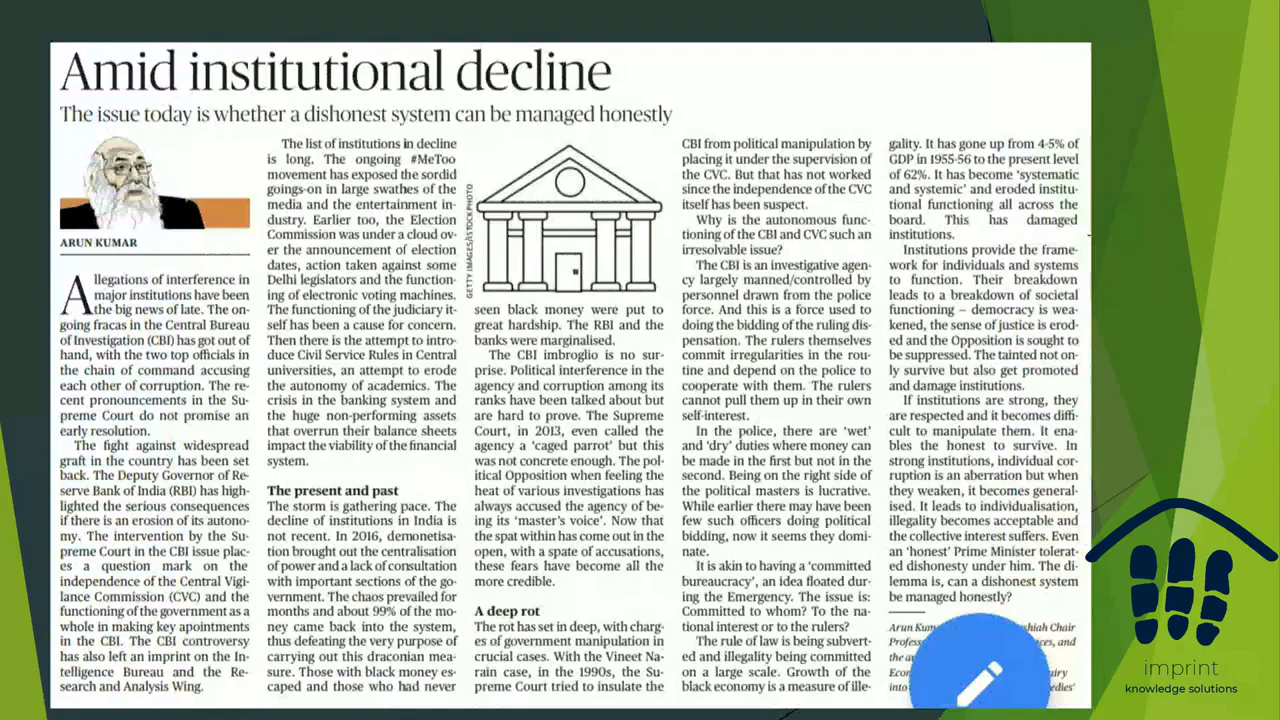 Amid institutional decline
The issue today is whether a dishonest system can be managed honestly
ARUN KUMAR
Allegations of interference in
major institutions have been
the big news of late. The on-
going fracas in the Central Bureau
of Investigation (CBI) has got out of
hand, with the two top officials in
the chain of command accusing
each other of corruption. The re-
cent pronouncements in the Su-
preme Court do not promise an
early resolution.
The fight against widespread
graft in the country has been set
back. The Deputy Governor of Re-
serve Bank of India (RBI) has high-
lighted the serious consequences
if there is an erosion of its autono-
my. The intervention by the Su-
preme Court in the CBI issue plac-
es a question mark on the
independence of the Central Vigi-
lance Commission (CVC) and the
functioning of the government as a
whole in making key apointments
in the CBI. The CBI controversy
has also left an imprint on the In-
telligence Bureau and the Re-
search and Analysis Wing.
The list of institutions in decline
is long. The ongoing #MeToo
movement has exposed the sordid
goings-on in large swathes of the
media and the entertainment in-
dustry. Earlier too, the Election
Commission was under a cloud ov-
er the announcement of election
dates, action taken against some
Delhi legislators and the function-
ing of electronic voting machines.
The functioning of the judiciary it-
self has been a cause for concern.
Then there is the attempt to intro-
duce Civil Service Rules in Central
universities, an attempt to erode
the autonomy of academics. The
crisis in the banking system and
the huge non-performing assets
that overrun their balance sheets
impact the viability of the financial
system.
The present and past
The storm is gathering pace. The
decline of institutions in India is
not recent. In 2016, demonetisa-
tion brought out the centralisation
of power and a lack of consultation
with important sections of the go-
vernment. The chaos prevailed for
months and about 99% of the mo-
ney came back into the system,
thus defeating the very purpose of
carrying out this draconian mea-
sure. Those with black money es-
caped and those who had never
GETTY IMAGES/ISTOCKPHOTO
seen black money were put to
great hardship. The RBI and the
banks were marginalised.
The CBI imbroglio is no sur-
prise. Political interference in the
agency and corruption among its
ranks have been talked about but
are hard to prove. The Supreme
Court, in 2013, even called the
agency a ‘caged parrot’ but this
was not concrete enough. The pol-
itical Opposition when feeling the
heat of various investigations has
always accused the agency of be-
ing its ‘master’s voice’. Now that
the spat within has come out in the
open, with a spate of accusations,
these fears have become all the
more credible.
A deep rot
The rot has set in deep, with charg-
es of government manipulation in
crucial cases. With the Vineet Na-
rain case, in the 1990s, the Su-
preme Court tried to insulate the
CBI from political manipulation by
placing it under the supervision of
the CVC. But that has not worked
since the independence of the CVC
itself has been suspect.
Why is the autonomous func-
tioning of the CBI and CVC such an
irresolvable issue?
The CBI is an investigative agen-
cy largely manned/controlled by
personnel drawn from the police
force. And this is a force used to
doing the bidding of the ruling dis-
pensation. The rulers themselves
commit irregularities in the rou-
tine and depend on the police to
cooperate with them. The rulers
cannot pull them up in their own
self-interest.
In the police, there are ‘wet’
and ‘dry’ duties where money can
be made in the first but not in the
second. Being on the right side of
the political masters is lucrative.
While earlier there may have been
few such officers doing political
bidding, now it seems they domi-
nate.
It is akin to having a ‘committed
bureaucracy’, an idea floated dur-
ing the Emergency. The issue is:
Committed to whom? To the na-
tional interest or to the rulers?
The rule of law is being subvert-
ed and illegality being committed
on a large scale. Growth of the
black economy is a measure of ille-
gality. It has gone up from 4-5% of
GDP in 1955-56 to the present level
of 62%. It has become ‘systematic
and systemic’ and eroded institu-
tional functioning all across the
board. This has damaged
institutions.
Institutions provide the frame-
work for individuals and systems
to function. Their breakdown
leads to a breakdown of societal
functioning – democracy is wea-
kened, the sense of justice is erod-
ed and the Opposition is sought to
be suppressed. The tainted not on-
ly survive but also get promoted
and damage institutions.
If institutions are strong, they
are respected and it becomes diffi-
cult to manipulate them. It ena-
bles the honest to survive. In
strong institutions, individual cor-
ruption is an aberration but when
they weaken, it becomes general-
ised. It leads to individualisation,
illegality becomes acceptable and
the collective interest suffers. Even
an ‘honest’ Prime Minister tolerat-
ed dishonesty under him. The di-
lemma is, can a dishonest system
be managed honestly?
Arun Chair
and
the
into
imprint
knowledge solutions